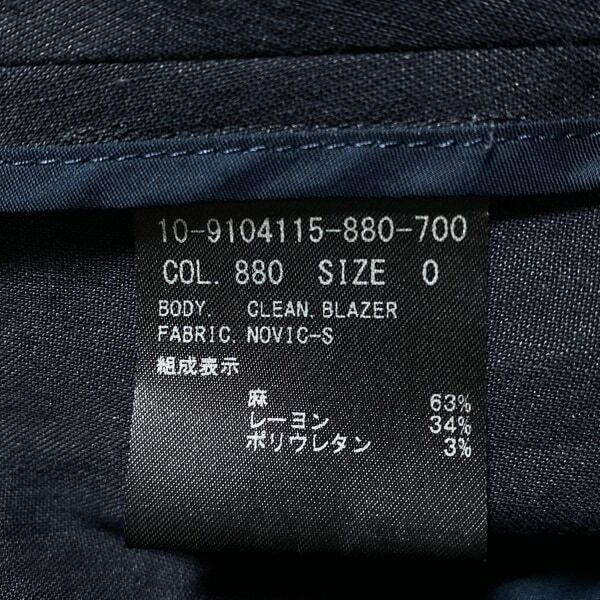 10-9104115-880-700
COL. 880 SIZE 0
BODY. CLEAN. BLAZER
FABRIC. NOVIC-S
組成表示
麻 63%
レーヨン 34%
ポリウレタン 3%